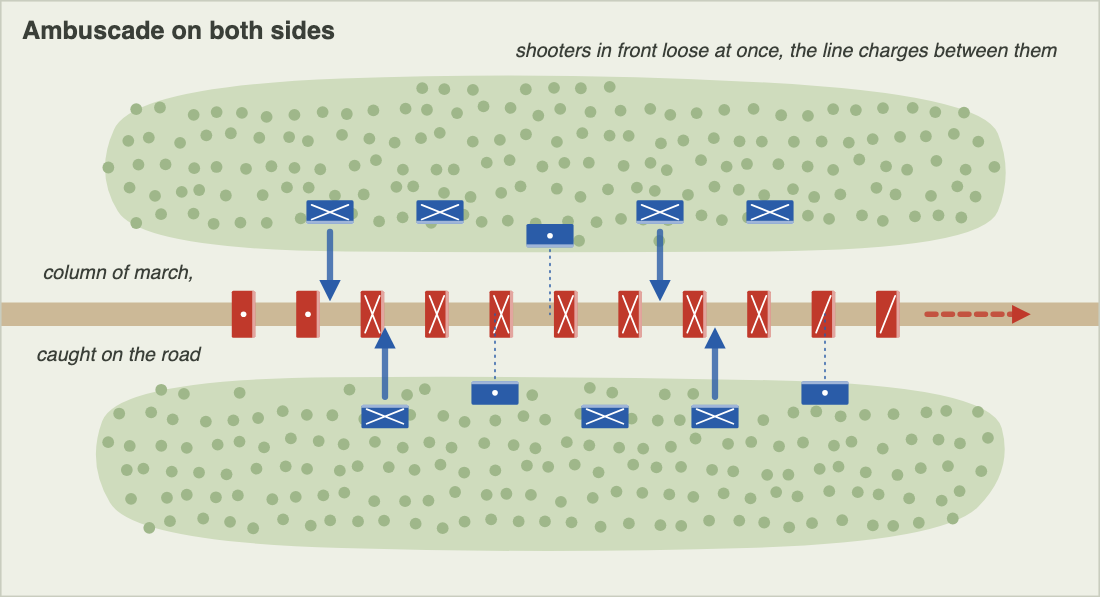 Ambuscade on both sides
shooters in front loose at once, the line charges between them
column of march,
caught on the road